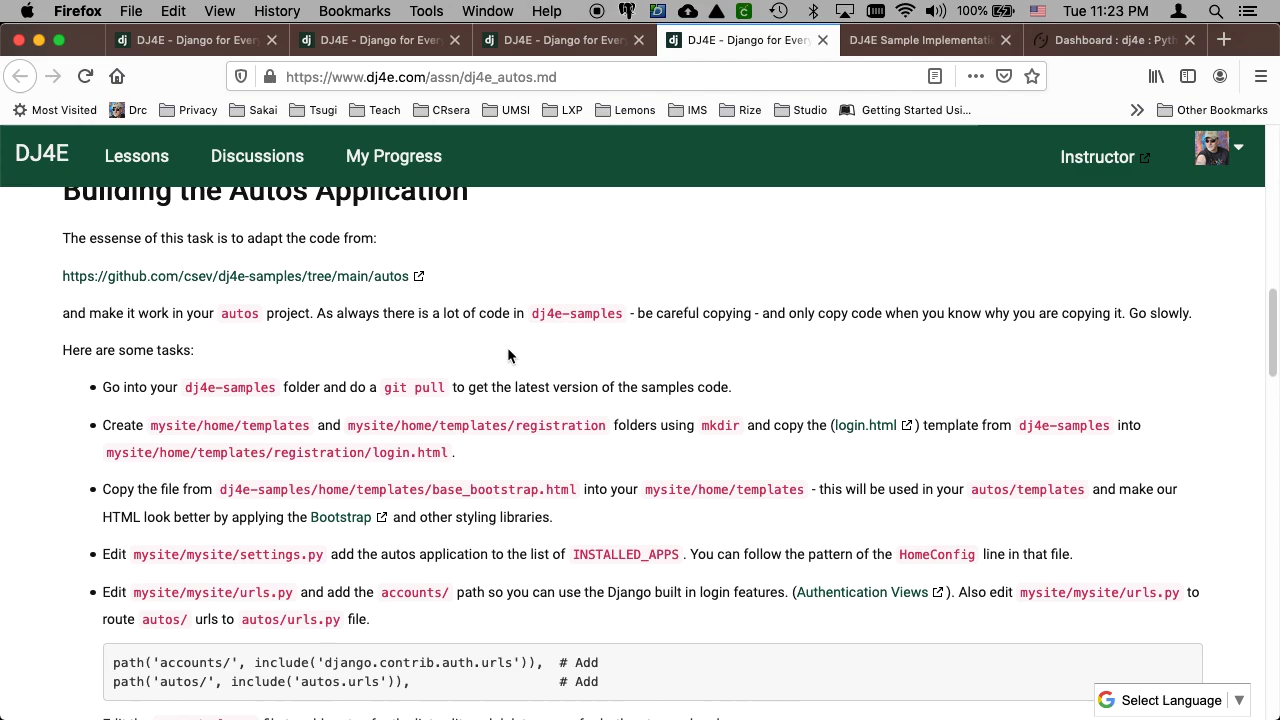 Firefox File Edit View History Bookmarks Tools Window Help 100% Tue 11:23 PM
dj DJ4E - Django for Every dj DJ4E - Django for Every dj DJ4E - Django for Every dj DJ4E - Django for Every DJ4E Sample Implementatio Dashboard : dj4e : Pyth
https://www.dj4e.com/assn/dj4e_autos.md
Most Visited Drc Privacy Sakai Tsugi Teach CRsera UMSI LXP Lemons IMS Rize Studio Getting Started Usi... Other Bookmarks
DJ4E Lessons Discussions My Progress Instructor
Building the Autos Application
The essense of this task is to adapt the code from:
https://github.com/csev/dj4e-samples/tree/main/autos
and make it work in your autos project. As always there is a lot of code in dj4e-samples - be careful copying - and only copy code when you know why you are copying it. Go slowly.
Here are some tasks:
• Go into your dj4e-samples folder and do a git pull to get the latest version of the samples code.
• Create mysite/home/templates and mysite/home/templates/registration folders using mkdir and copy the (login.html) template from dj4e-samples into
mysite/home/templates/registration/login.html.
• Copy the file from dj4e-samples/home/templates/base_bootstrap.html into your mysite/home/templates - this will be used in your autos/templates and make our
HTML look better by applying the Bootstrap and other styling libraries.
• Edit mysite/mysite/settings.py add the autos application to the list of INSTALLED_APPS. You can follow the pattern of the HomeConfig line in that file.
• Edit mysite/mysite/urls.py and add the accounts/ path so you can use the Django built in login features. (Authentication Views). Also edit mysite/mysite/urls.py to
route autos/ urls to autos/urls.py file.
path('accounts/', include('django.contrib.auth.urls')), # Add
path('autos/', include('autos.urls')), # Add
G Select Language ▼